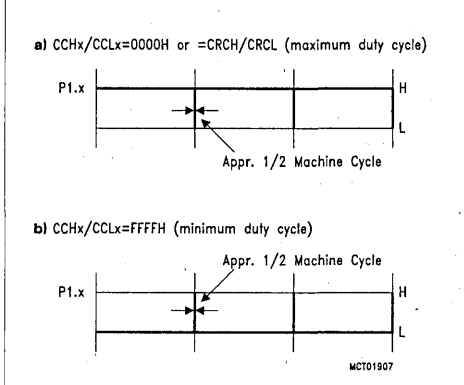 a) CCHx/CCLx=0000H or =CRCH/CRCL (maximum duty cycle)
P1.x
H
L
Appr. 1/2 Machine Cycle
b) CCHx/CCLx=FFFFH (minimum duty cycle)
Appr. 1/2 Machine Cycle
P1.x
H
L
MCT01907